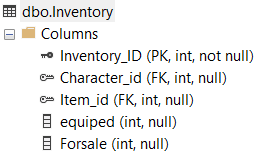 dbo.Inventory
Columns
Inventory_ID (PK, int, not null)
Character_id (FK, int, null)
Item_id (FK, int, null)
equiped (int, null)
Forsale (int, null)